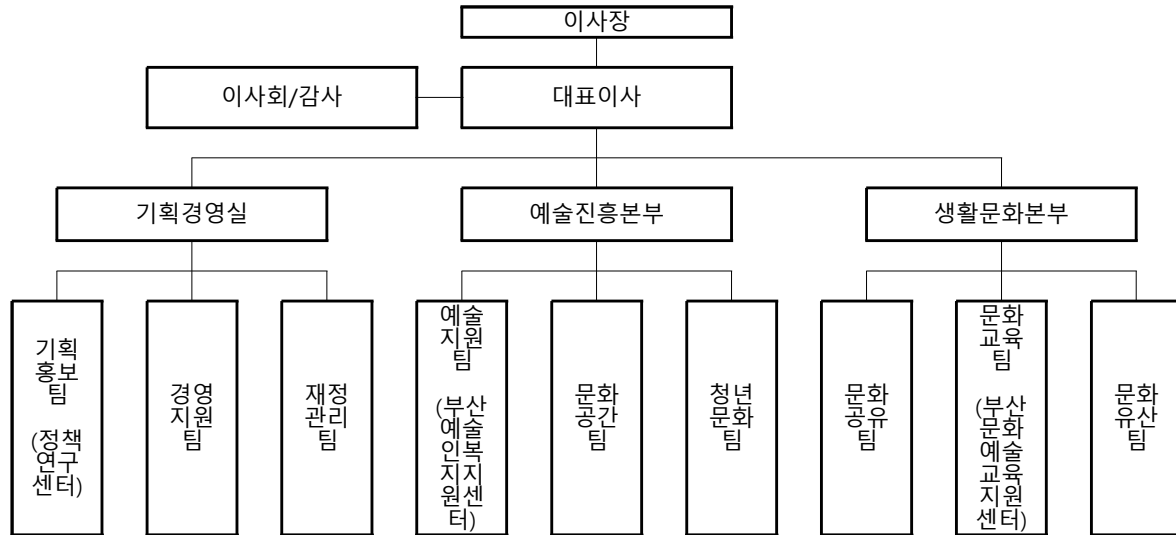 이사장
이사회/감사
대표이사
기획경영실
예술진흥본부
생활문화본부
기획
홍보
팀
(정책
연구
센터)
경영
지원
팀
재정
관리
팀
예술
지원
팀
(부산
예술
인복
지지
원센
터)
문화
공간
팀
청년
문화
팀
문화
공유
팀
문화
교육
팀
(부산
문화
예술
교육
지원
센터)
문화
유산
팀